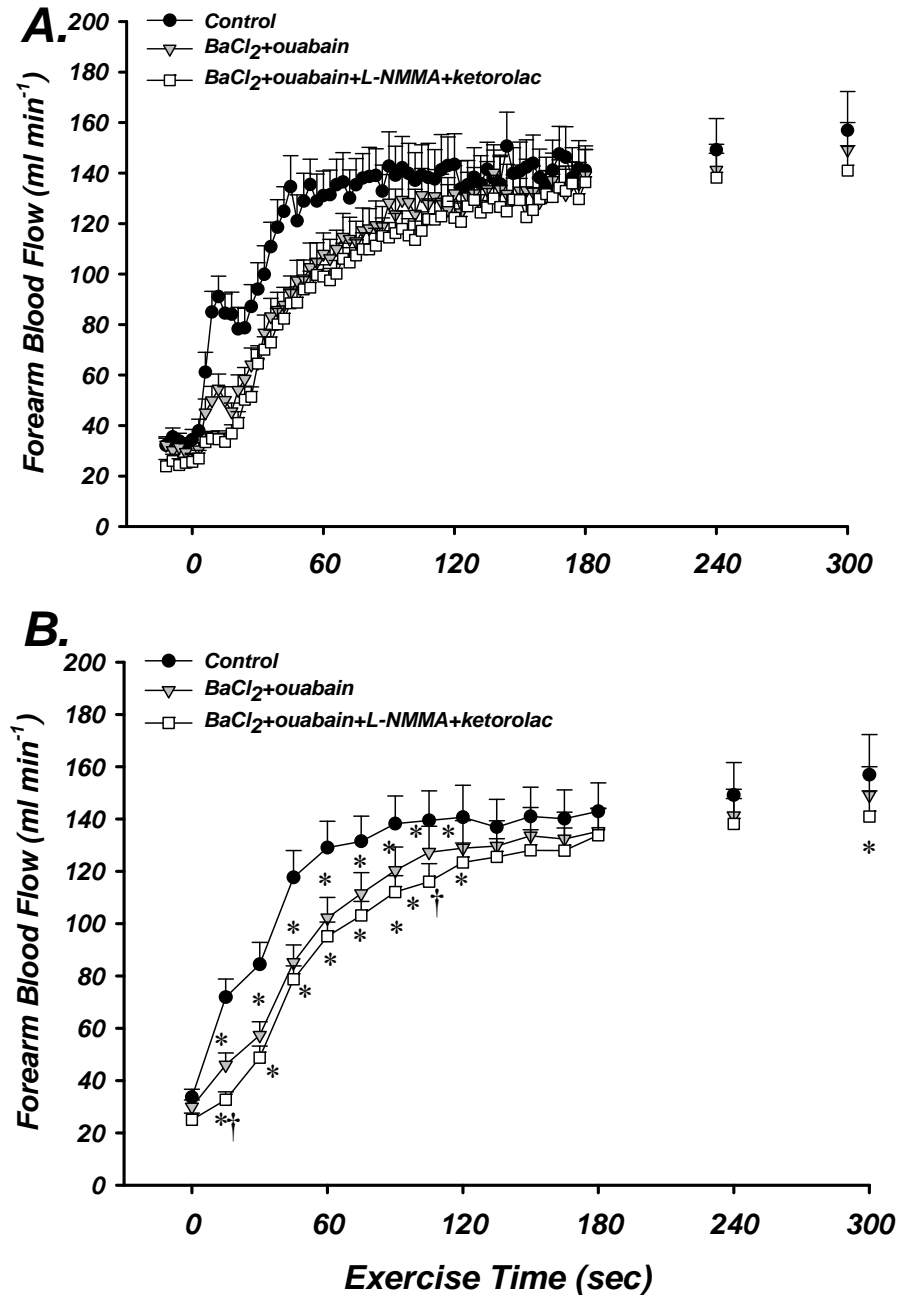 A.
Control
BaCl2+ouabain
BaCl2+ouabain+L-NMMA+ketorolac
Forearm Blood Flow (ml min-1)
200
180
160
140
120
100
80
60
40
20
0
0 60 120 180 240 300
B.
Control
BaCl2+ouabain
BaCl2+ouabain+L-NMMA+ketorolac
Forearm Blood Flow (ml min-1)
200
180
160
140
120
100
80
60
40
20
0
* * * * * * * *
* * * * * * † * *
*†
0 60 120 180 240 300
Exercise Time (sec)